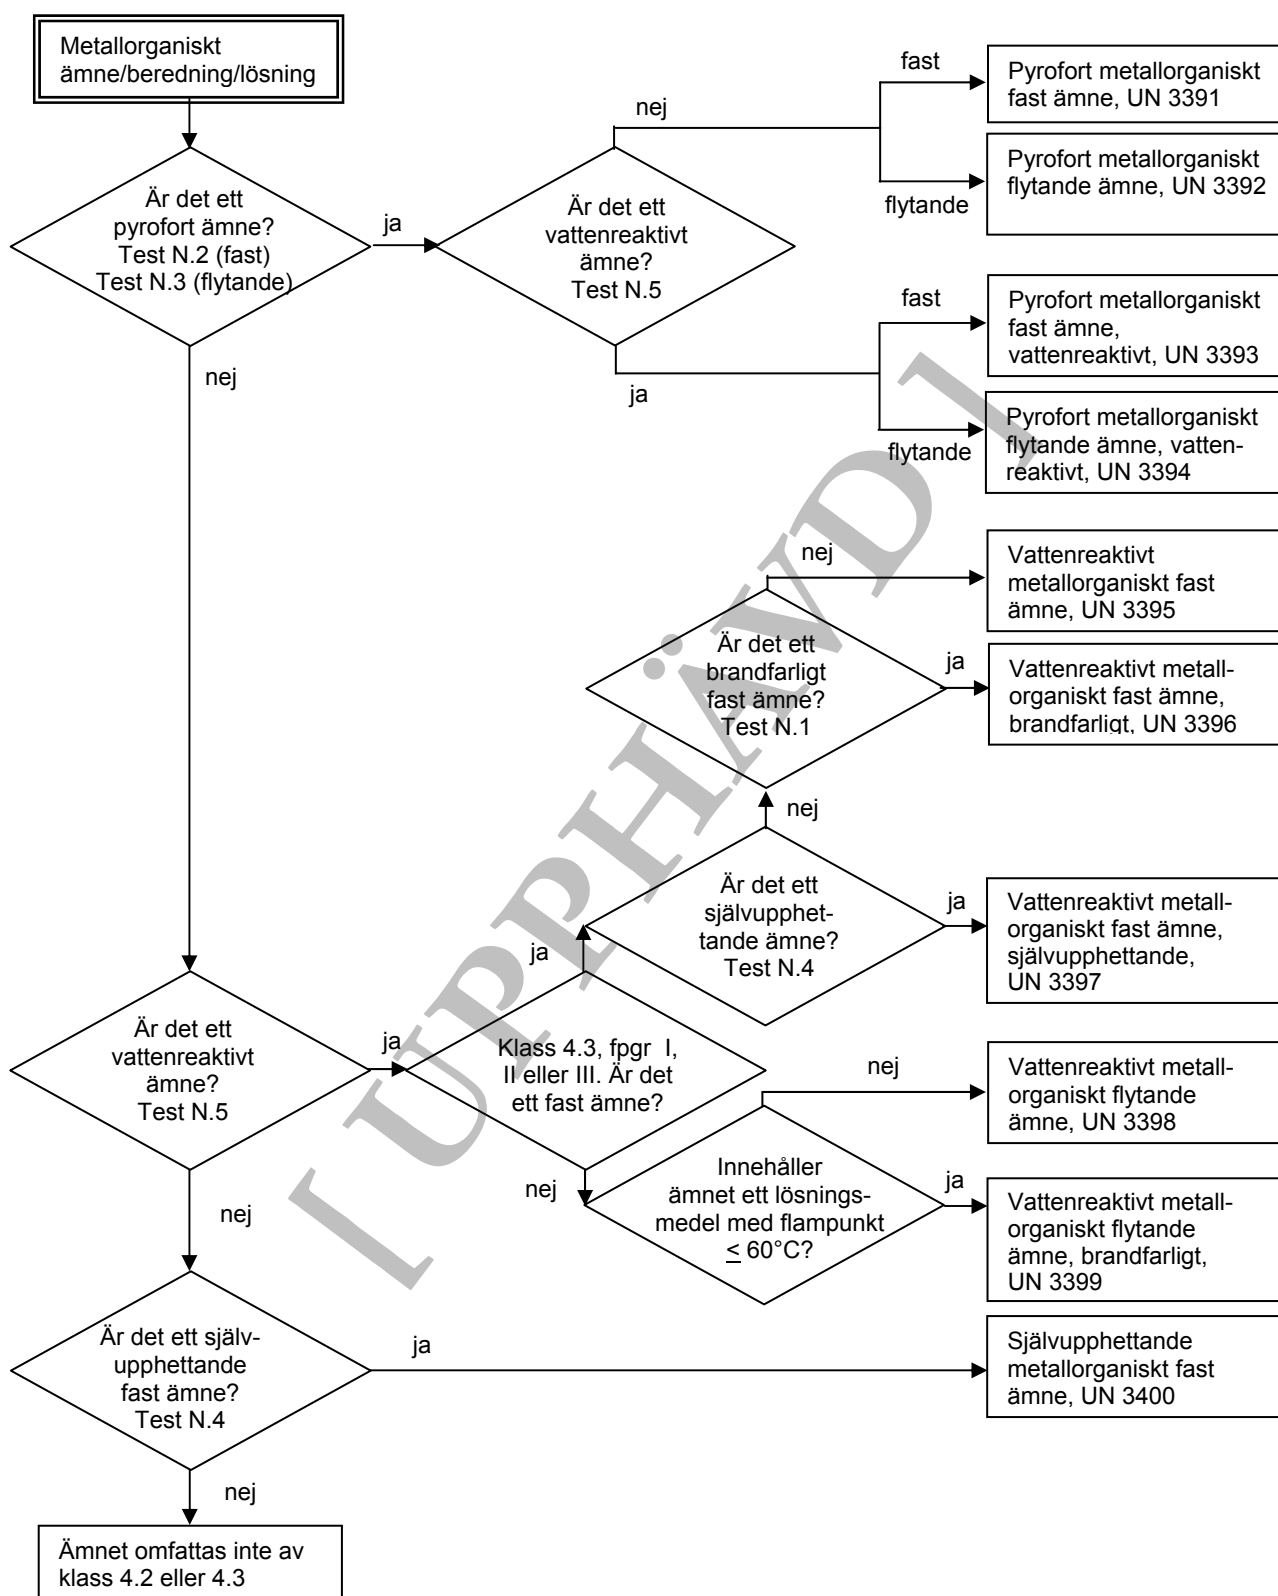 Metallorganiskt
ämne/beredning/lösning
Är det ett
pyrofort ämne?
Test N.2 (fast)
Test N.3 (flytande)
ja
nej
Är det ett
vattenreaktivt
ämne?
Test N.5
nej
fast
Pyrofort metallorganiskt
fast ämne, UN 3391
flytande
Pyrofort metallorganiskt
flytande ämne, UN 3392
ja
fast
Pyrofort metallorganiskt
fast ämne,
vattenreaktivt, UN 3393
flytande
Pyrofort metallorganiskt
flytande ämne, vatten-
reaktivt, UN 3394
nej
Vattenreaktivt
metallorganiskt fast
ämne, UN 3395
Är det ett
brandfarligt
fast ämne?
Test N.1
ja
Vattenreaktivt metall-
organiskt fast ämne,
brandfarligt, UN 3396
nej
Är det ett
självupphet-
tande ämne?
Test N.4
ja
Vattenreaktivt metall-
organiskt fast ämne,
självupphettande,
UN 3397
ja
Är det ett
vattenreaktivt
ämne?
Test N.5
ja
Klass 4.3, fpgr I,
II eller III. Är det
ett fast ämne?
nej
nej
Vattenreaktivt metall-
organiskt flytande
ämne, UN 3398
Innehåller
ämnet ett lösnings-
medel med flampunkt
≤ 60°C?
ja
Vattenreaktivt metall-
organiskt flytande
ämne, brandfarligt,
UN 3399
nej
Är det ett själv-
upphettande
fast ämne?
Test N.4
ja
Självupphettande
metallorganiskt fast
ämne, UN 3400
nej
Ämnet omfattas inte av
klass 4.2 eller 4.3
[ UPPHÄVD ]